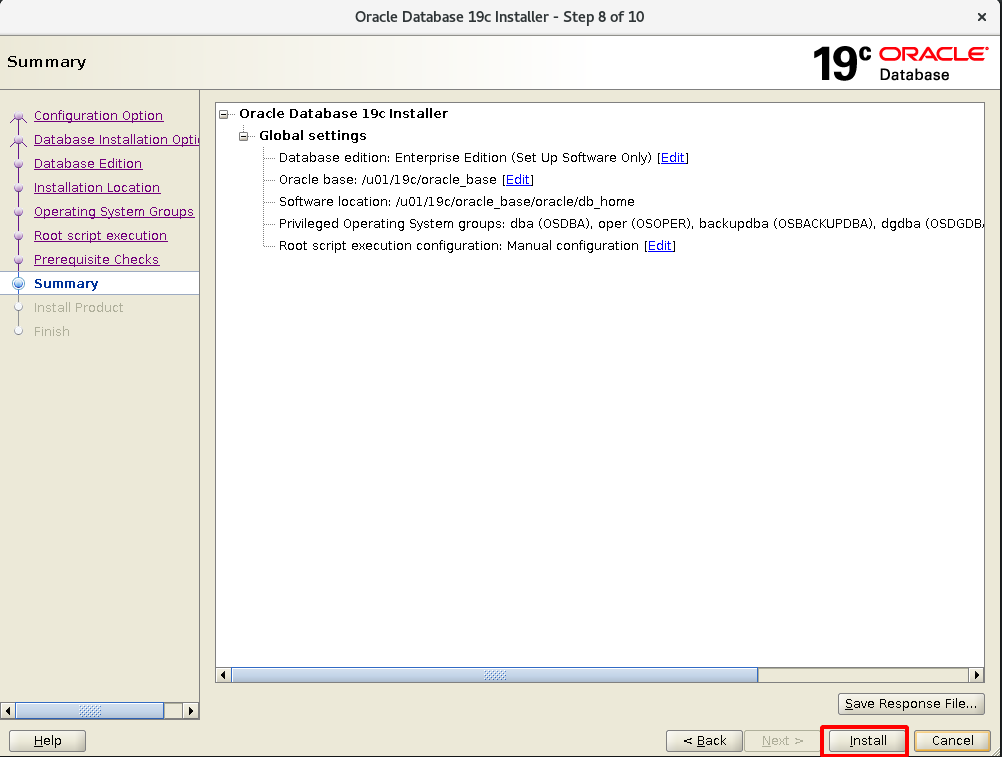 Oracle Database 19c Installer - Step 8 of 10
Summary
19c ORACLE
Database
Configuration Option
Database Installation Opti
Database Edition
Installation Location
Operating System Groups
Root script execution
Prerequisite Checks
Summary
Install Product
Finish
Oracle Database 19c Installer
Global settings
Database edition: Enterprise Edition (Set Up Software Only) [Edit]
Oracle base: /u01/19c/oracle_base [Edit]
Software location: /u01/19c/oracle_base/oracle/db_home
Privileged Operating System groups: dba (OSDBA), oper (OSOPER), backupdba (OSBACKUPDBA), dgdba (OSDGDBA
Root script execution configuration: Manual configuration [Edit]
Save Response File...
Help
< Back
Next >
Install
Cancel